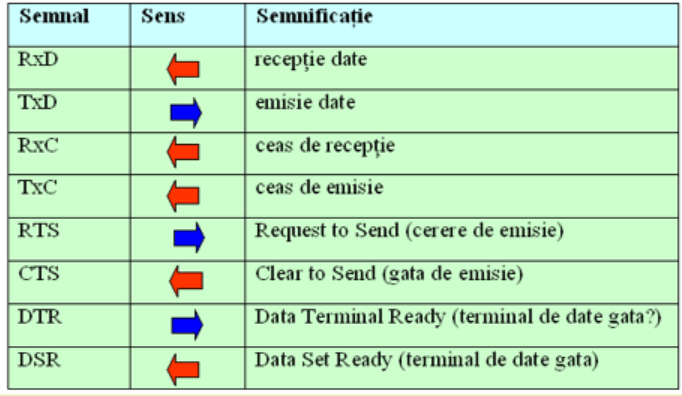 Semnal Sens Semnificație
RxD recepție date
TxD emisie date
RxC ceas de recepție
TxC ceas de emisie
RTS Request to Send (cerere de emisie)
CTS Clear to Send (gata de emisie)
DTR Data Terminal Ready (terminal de date gata?)
DSR Data Set Ready (terminal de date gata)